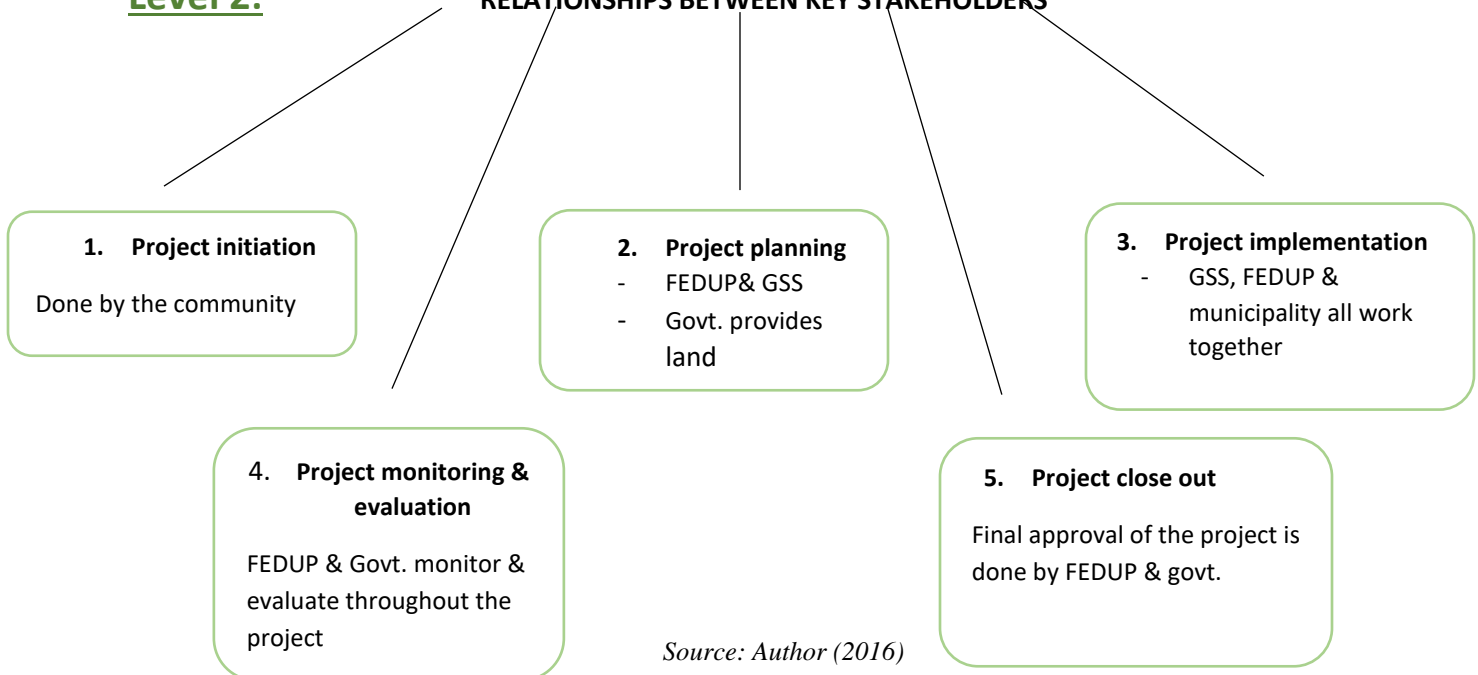 Level 2:
RELATIONSHIPS BETWEEN KEY STAKEHOLDERS
1. Project initiation
Done by the community
2. Project planning
- FEDUP& GSS
- Govt. provides
land
3. Project implementation
- GSS, FEDUP &
municipality all work
together
4. Project monitoring &
evaluation
FEDUP & Govt. monitor &
evaluate throughout the
project
5. Project close out
Final approval of the project is
done by FEDUP & govt.
Source: Author (2016)